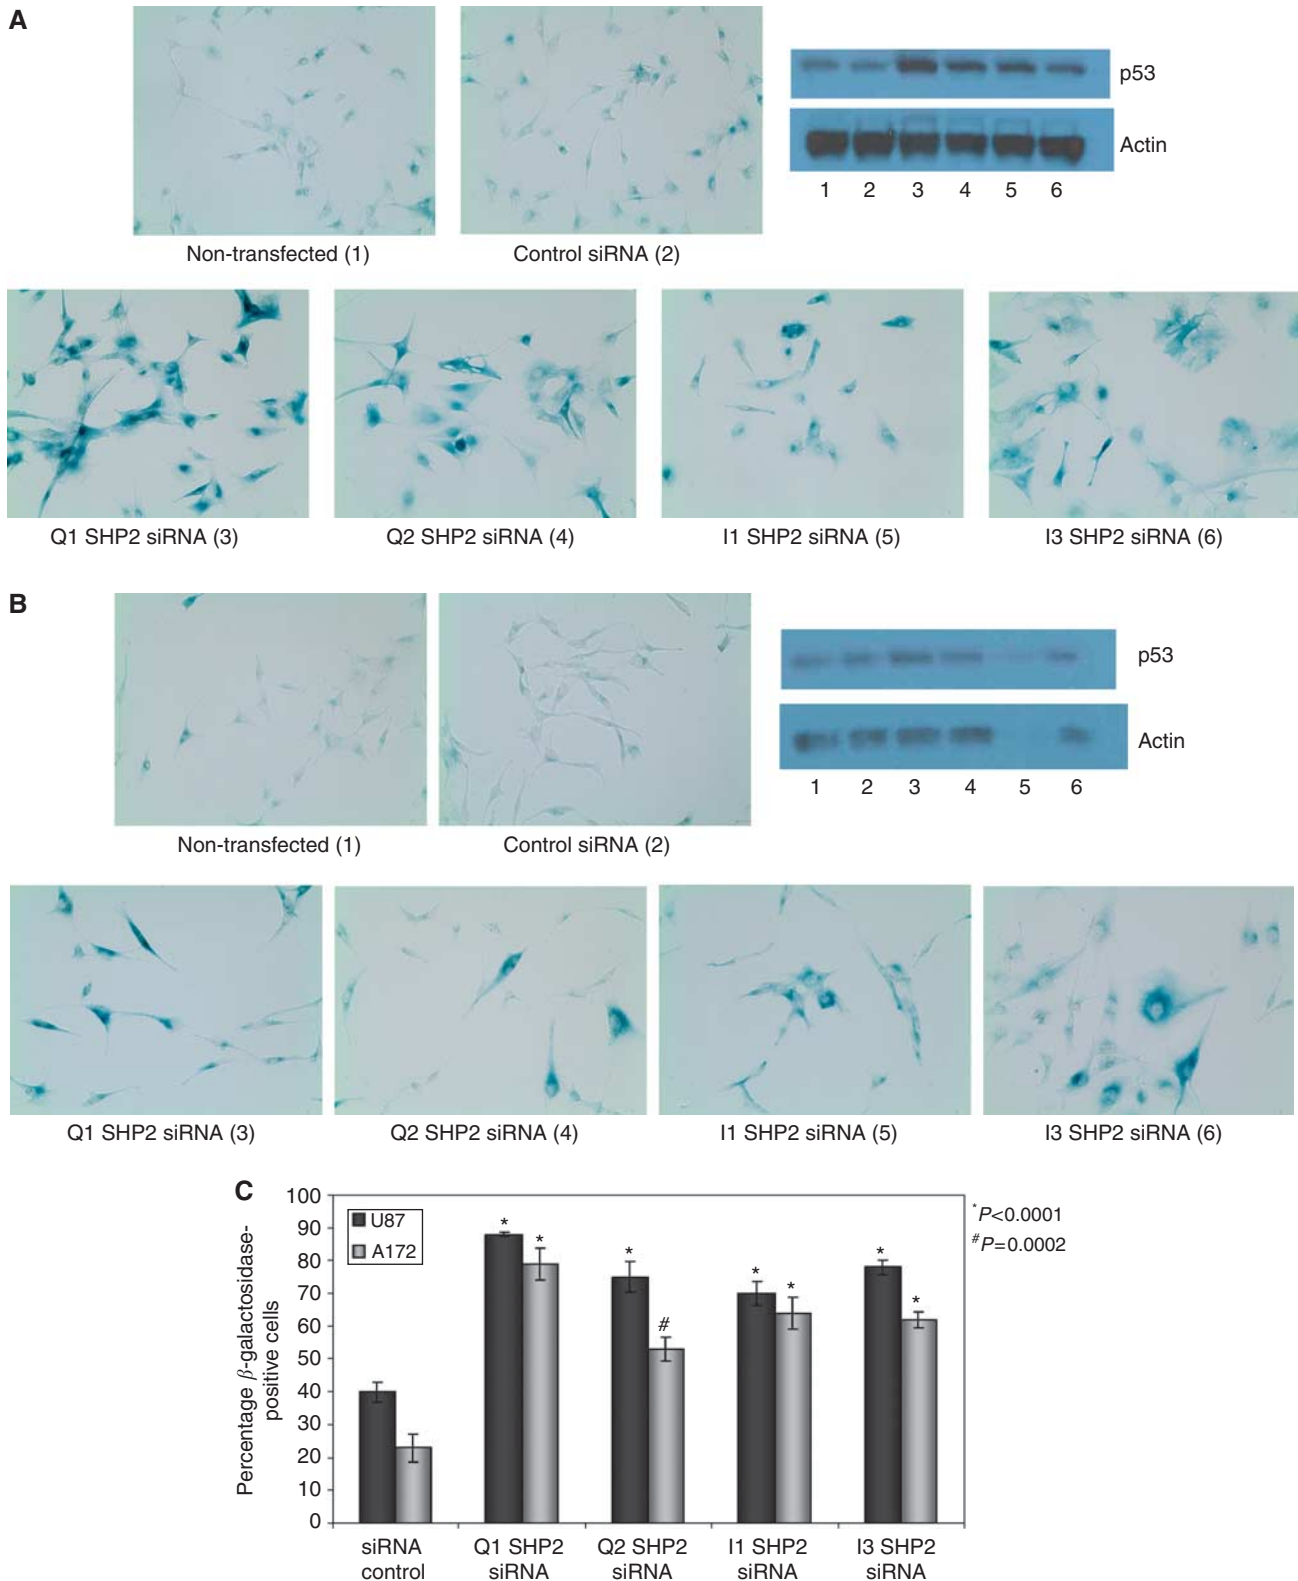 A
p53
Actin
1 2 3 4 5 6
Non-transfected (1)
Control siRNA (2)
Q1 SHP2 siRNA (3)
Q2 SHP2 siRNA (4)
I1 SHP2 siRNA (5)
I3 SHP2 siRNA (6)
B
p53
Actin
1 2 3 4 5 6
Non-transfected (1)
Control siRNA (2)
Q1 SHP2 siRNA (3)
Q2 SHP2 siRNA (4)
I1 SHP2 siRNA (5)
I3 SHP2 siRNA (6)
C
Percentage β-galactosidase-
positive cells
100
90
80
70
60
50
40
30
20
10
0
U87
A172
*
*
*
#
*
*
*
*
*P<0.0001
#P=0.0002
siRNA
control
Q1 SHP2
siRNA
Q2 SHP2
siRNA
I1 SHP2
siRNA
I3 SHP2
siRNA